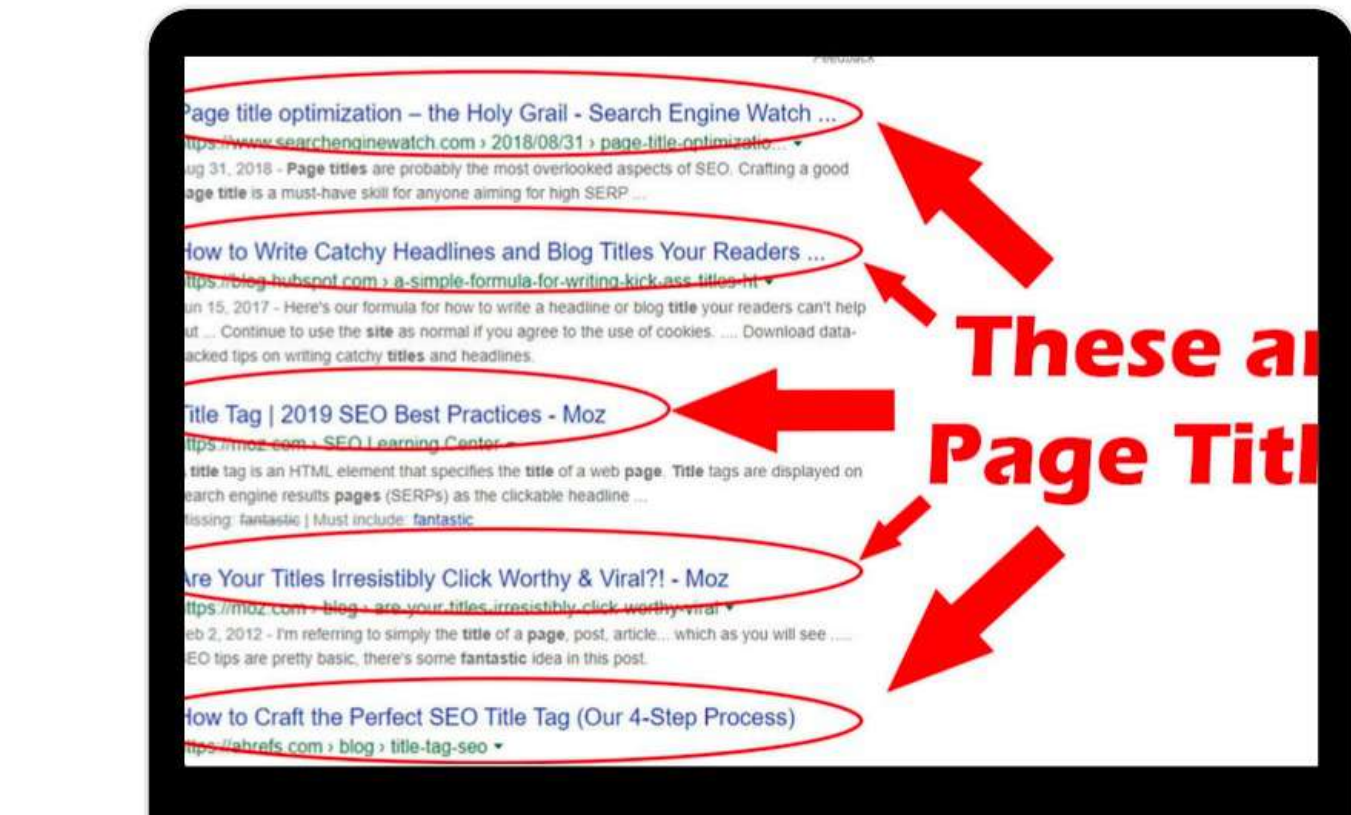 Feedback
Page title optimization – the Holy Grail - Search Engine Watch ...
ttps://www.searchenginewatch.com › 2018/08/31 › page-title-optimizatio...
ug 31, 2018 - Page titles are probably the most overlooked aspects of SEO. Crafting a good
age title is a must-have skill for anyone aiming for high SERP ...
How to Write Catchy Headlines and Blog Titles Your Readers ...
ttps://blog.hubspot.com › a-simple-formula-for-writing-kick-ass-titles-ht
un 15, 2017 - Here's our formula for how to write a headline or blog title your readers can't help
ut ... Continue to use the site as normal if you agree to the use of cookies. .... Download data-
acked tips on writing catchy titles and headlines.
These ar
Page Titl
Title Tag | 2019 SEO Best Practices - Moz
ttps://moz.com › SEO Learning Center
title tag is an HTML element that specifies the title of a web page. Title tags are displayed on
earch engine results pages (SERPs) as the clickable headline ...
Missing: fantastic | Must include: fantastic
Are Your Titles Irresistibly Click Worthy & Viral?! - Moz
ttps://moz.com › blog › are-your-titles-irresistibly-click-worthy-viral
eb 2, 2012 - I'm referring to simply the title of a page, post, article... which as you will see .....
SEO tips are pretty basic, there's some fantastic idea in this post.
How to Craft the Perfect SEO Title Tag (Our 4-Step Process)
ttps://ahrefs.com › blog › title-tag-seo